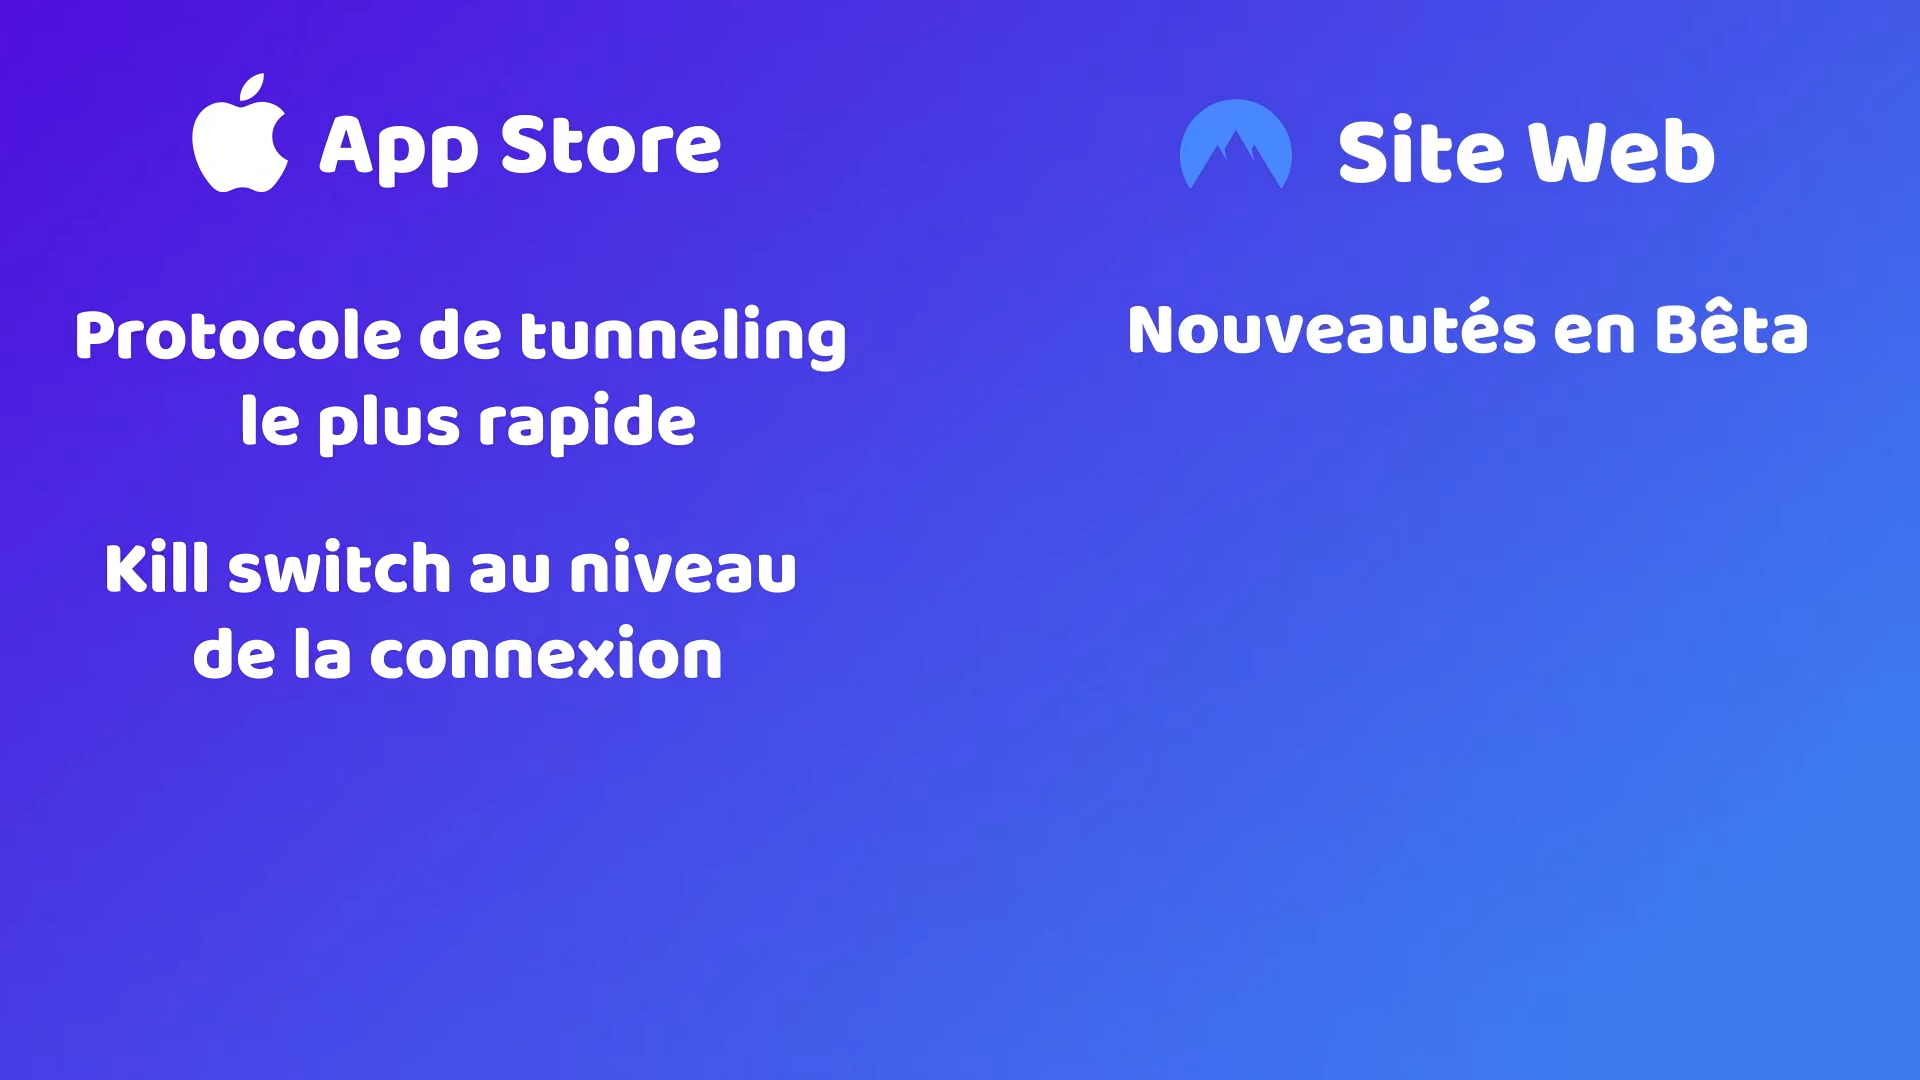 App Store
Protocole de tunneling
le plus rapide
Kill switch au niveau
de la connexion
Site Web
Nouveautés en Bêta